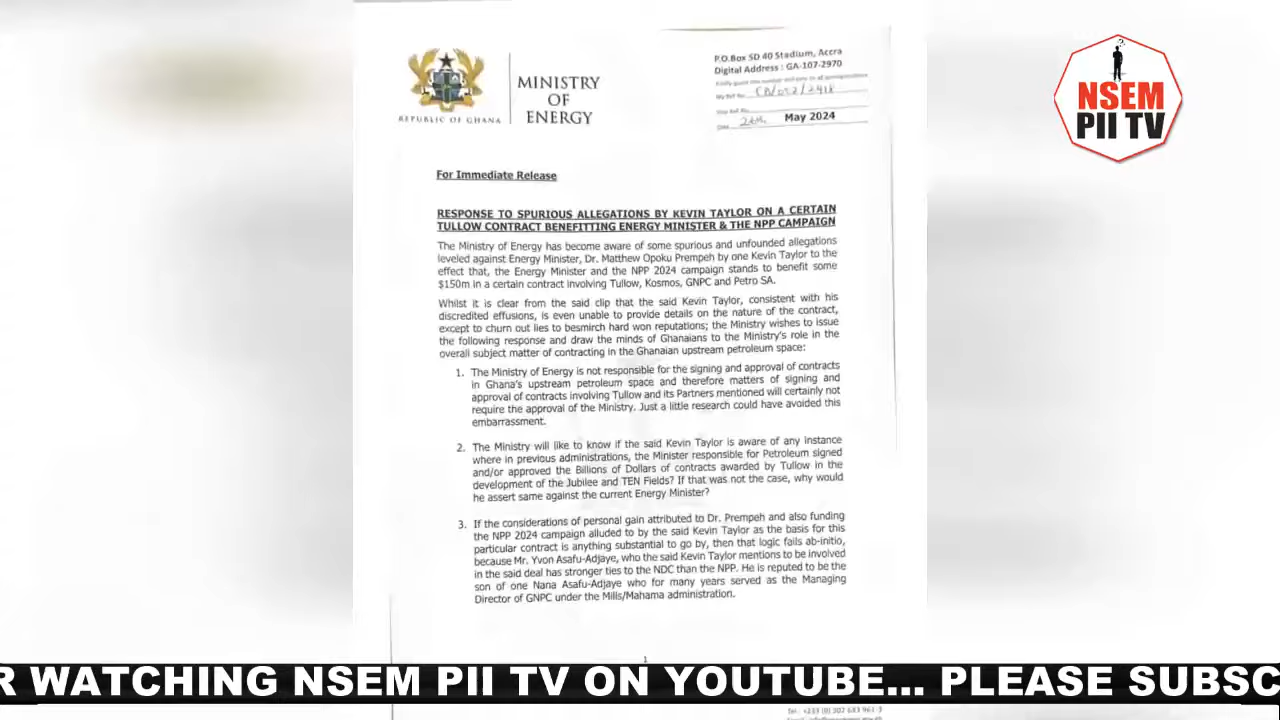 REPUBLIC OF GHANA
MINISTRY
OF
ENERGY
P.O.Box SD 40 Stadium, Accra
Digital Address : GA-107-2970
May 2024
NSEM
PII TV
For Immediate Release
RESPONSE TO SPURIOUS ALLEGATIONS BY KEVIN TAYLOR ON A CERTAIN
TULLOW CONTRACT BENEFITTING ENERGY MINISTER & THE NPP CAMPAIGN
The Ministry of Energy has become aware of some spurious and unfounded allegations
leveled against Energy Minister, Dr. Matthew Opoku Prempeh by one Kevin Taylor to the
effect that, the Energy Minister and the NPP 2024 campaign stands to benefit some
$150m in a certain contract involving Tullow, Kosmos, GNPC and Petro SA.
Whilst it is clear from the said clip that the said Kevin Taylor, consistent with his
discredited effusions, is even unable to provide details on the nature of the contract,
except to churn out lies to besmirch hard won reputations; the Ministry wishes to issue
the following response and draw the minds of Ghanaians to the Ministry's role in the
overall subject matter of contracting in the Ghanaian upstream petroleum space:
1. The Ministry of Energy is not responsible for the signing and approval of contracts
in Ghana's upstream petroleum space and therefore matters of signing and
approval of contracts involving Tullow and its Partners mentioned will certainly not
require the approval of the Ministry. Just a little research could have avoided this
embarrassment.
2. The Ministry will like to know if the said Kevin Taylor is aware of any instance
where in previous administrations, the Minister responsible for Petroleum signed
and/or approved the Billions of Dollars of contracts awarded by Tullow in the
development of the Jubilee and TEN Fields? If that was not the case, why would
he assert same against the current Energy Minister?
3. If the considerations of personal gain attributed to Dr. Prempeh and also funding
the NPP 2024 campaign alluded to by the said Kevin Taylor as the basis for this
particular contract is anything substantial to go by, then that logic fails ab-initio,
because Mr. Yvon Asafu-Adjaye, who the said Kevin Taylor mentions to be involved
in the said deal has stronger ties to the NDC than the NPP. He is reputed to be the
son of one Nana Asafu-Adjaye who for many years served as the Managing
Director of GNPC under the Mills/Mahama administration.
1
R WATCHING NSEM PII TV ON YOUTUBE... PLEASE SUBSC